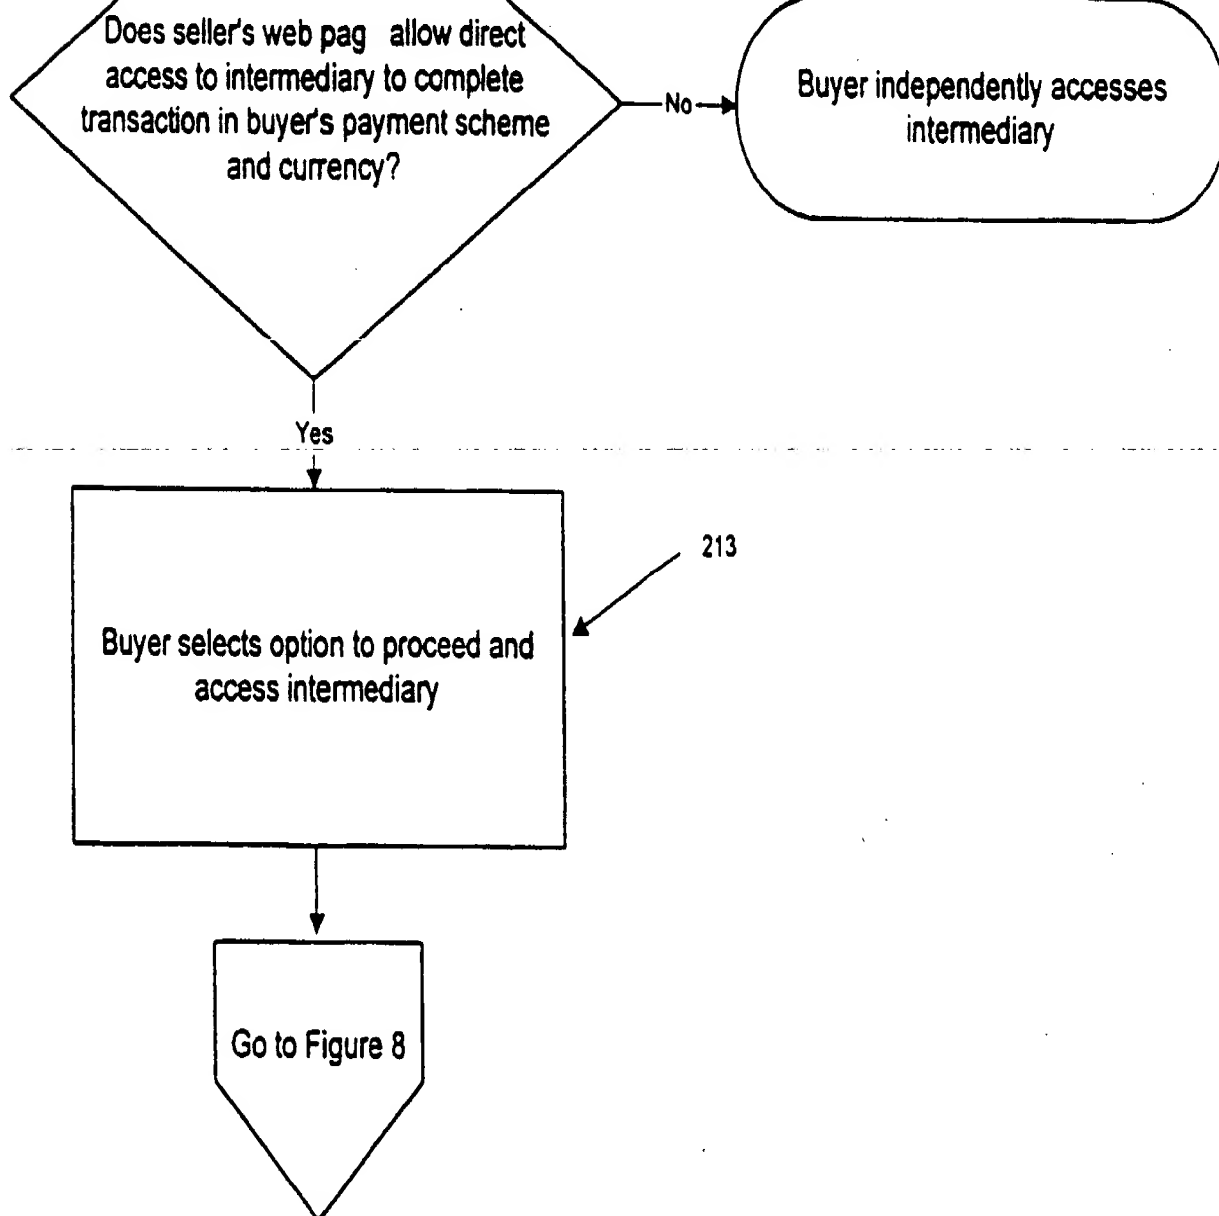 Does seller's web pag allow direct
access to intermediary to complete
transaction in buyer's payment scheme
and currency?
No
Buyer independently accesses
intermediary
Yes
213
Buyer selects option to proceed and
access intermediary
Go to Figure 8